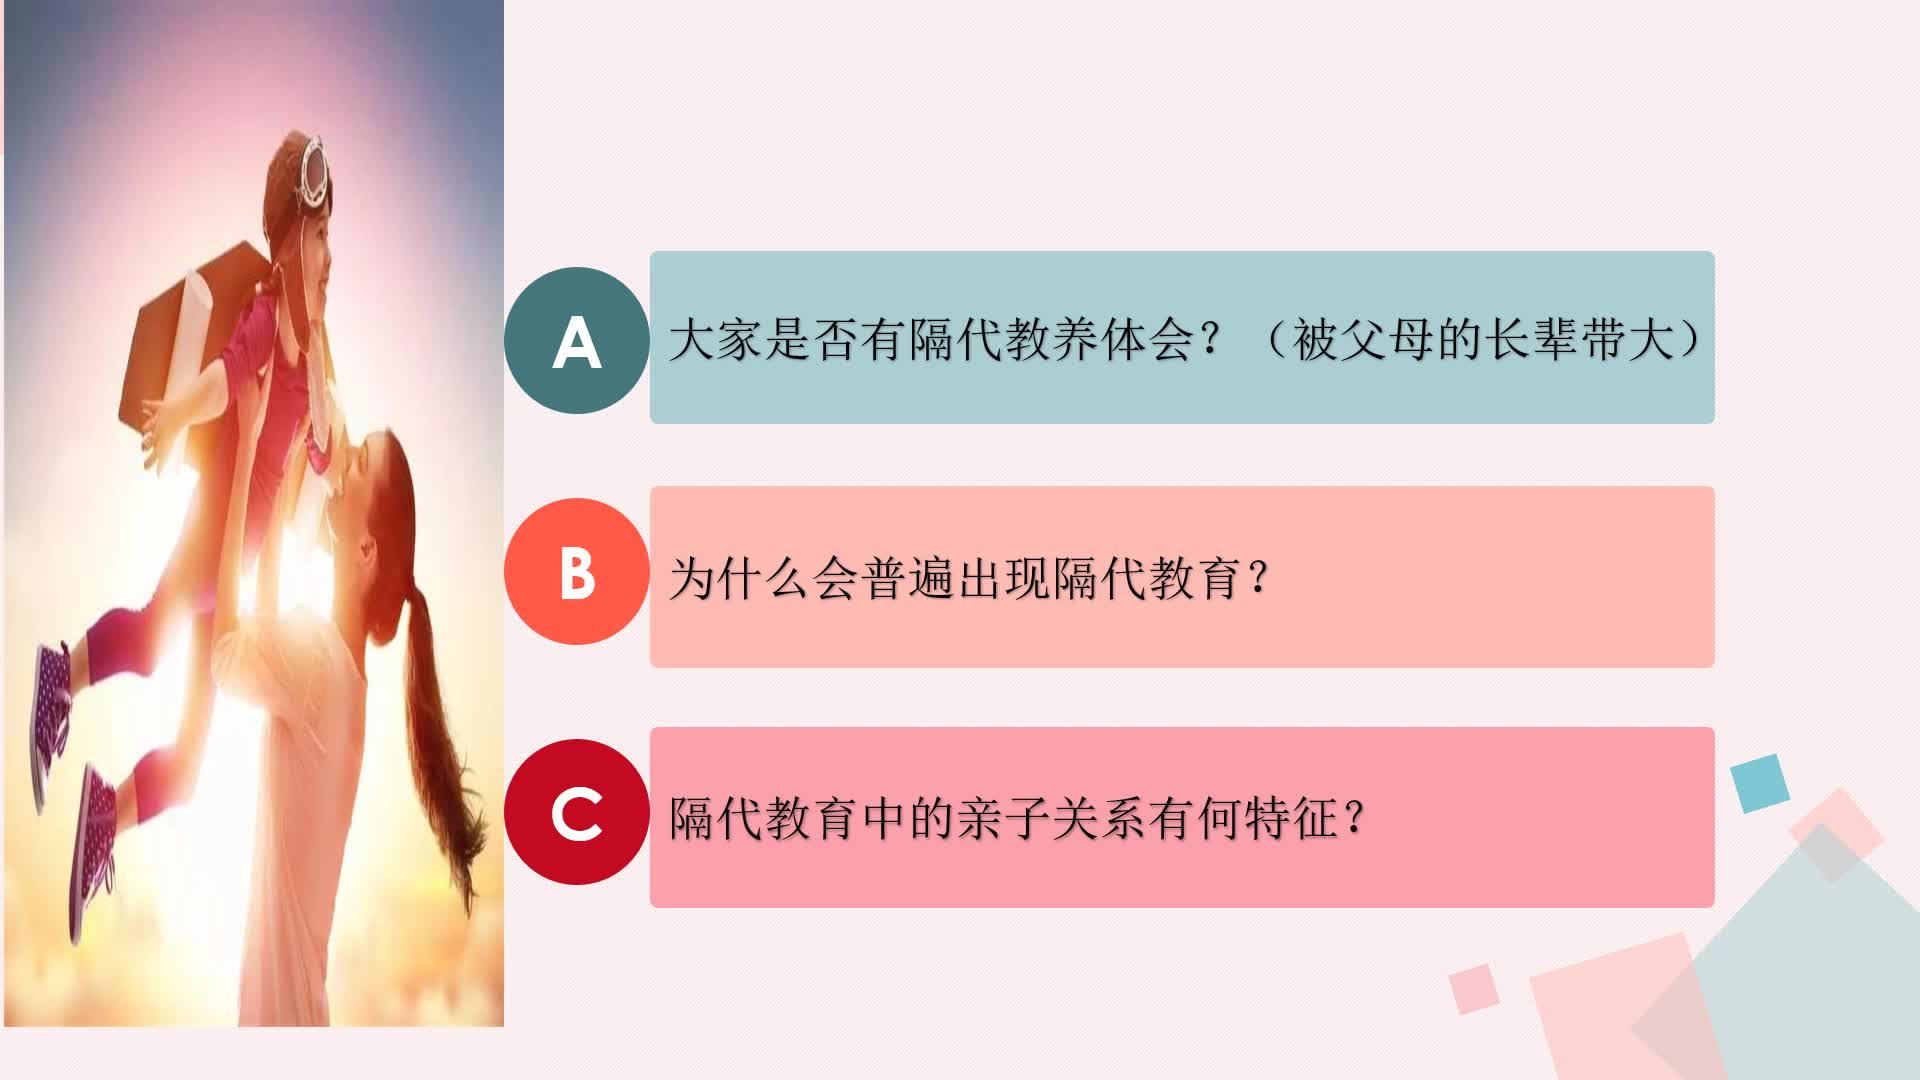 A
大家是否有隔代教养体会？（被父母的长辈带大）
B
为什么会普遍出现隔代教育？
C
隔代教育中的亲子关系有何特征？